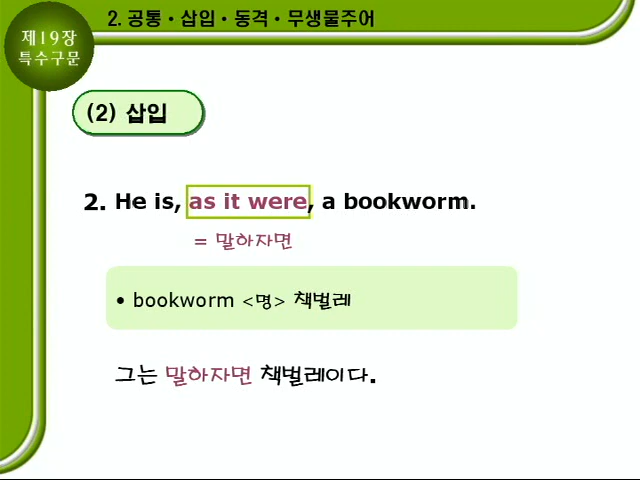 제19장
특수구문
2. 공통·삽입·동격·무생물주어
(2) 삽입
2. He is, as it were, a bookworm.
= 말하자면
• bookworm <명> 책벌레
그는 말하자면 책벌레이다.